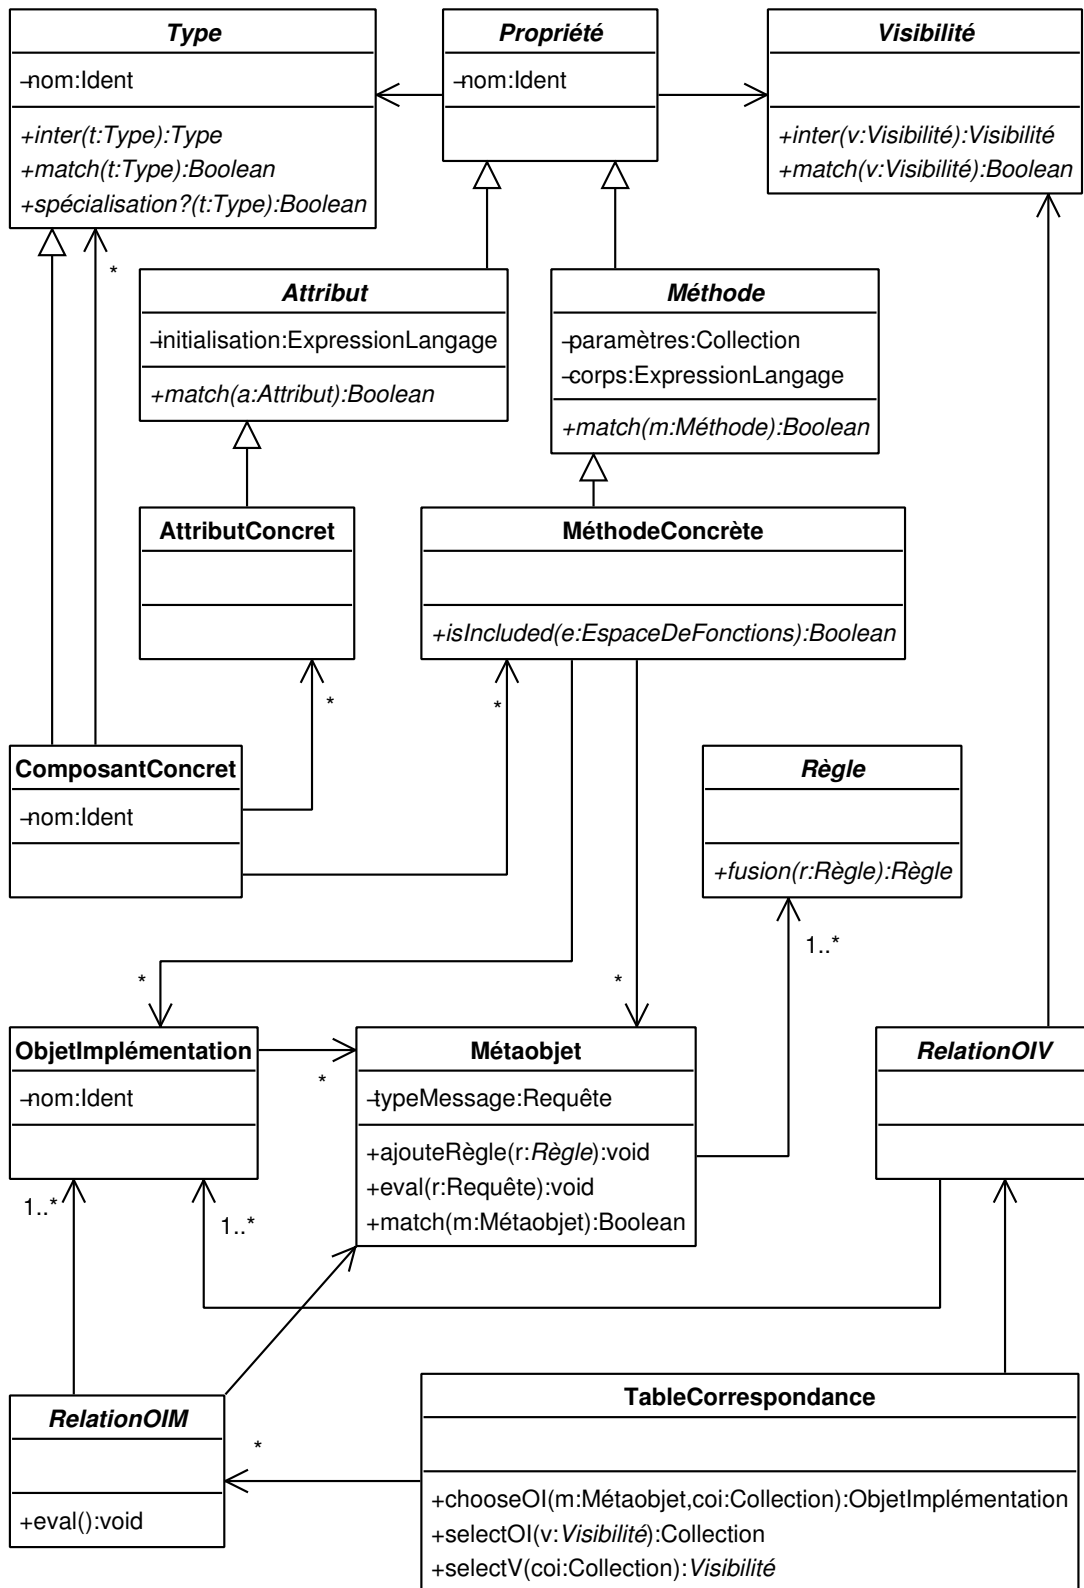 Type
-nom:Ident
+inter(t:Type):Type
+match(t:Type):Boolean
+spécialisation?(t:Type):Boolean
Propriété
-nom:Ident
Visibilité
+inter(v:Visibilité):Visibilité
+match(v:Visibilité):Boolean
*
Attribut
-initialisation:ExpressionLangage
+match(a:Attribut):Boolean
Méthode
-paramètres:Collection
-corps:ExpressionLangage
+match(m:Méthode):Boolean
AttributConcret
MéthodeConcrète
+isIncluded(e:EspaceDeFonctions):Boolean
*
*
ComposantConcret
-nom:Ident
Règle
+fusion(r:Règle):Règle
1..*
*
*
ObjetImplémentation
-nom:Ident
*
Métaobjet
-typeMessage:Requête
+ajouteRègle(r:Règle):void
+eval(r:Requête):void
+match(m:Métaobjet):Boolean
RelationOIV
1..*
1..*
RelationOIM
+eval():void
*
TableCorrespondance
+chooseOI(m:Métaobjet,coi:Collection):ObjetImplémentation
+selectOI(v:Visibilité):Collection
+selectV(coi:Collection):Visibilité